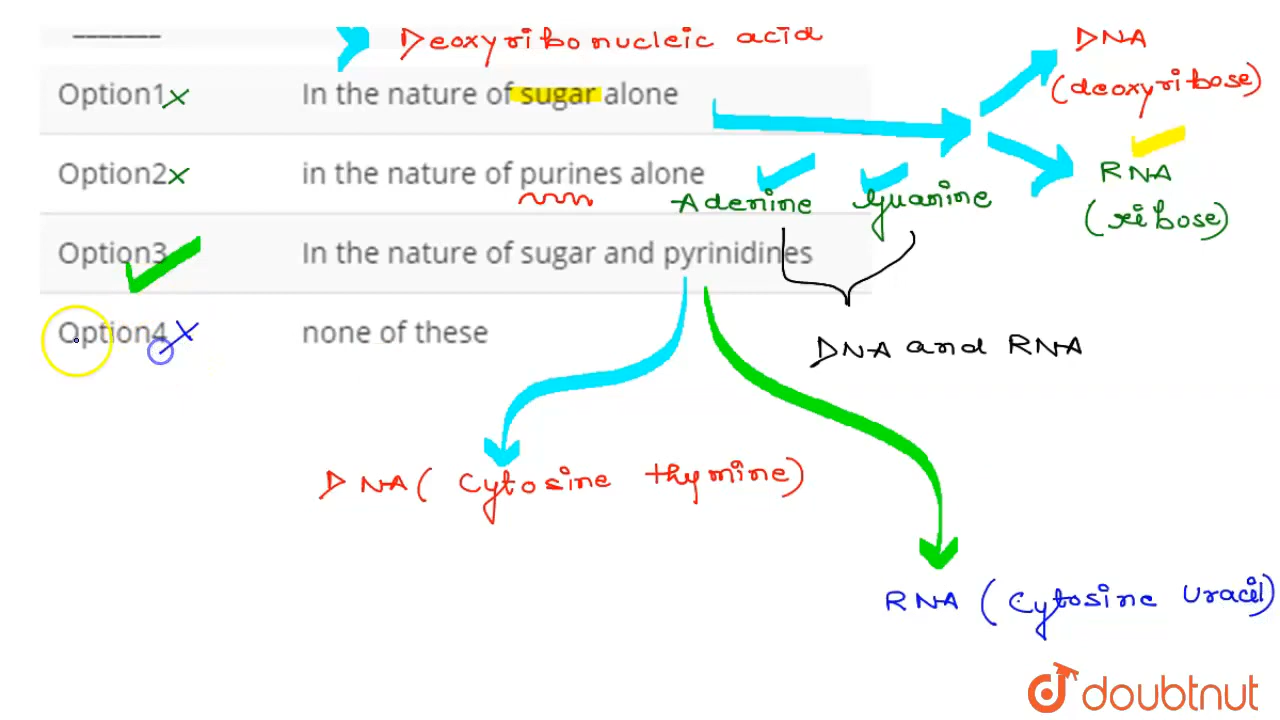 Deoxyribonucleic acid
DNA
(deoxyribose)
Option1 In the nature of sugar alone
Option2 in the nature of purines alone
RNA
(ribose)
Adenine Guanine
Option3 In the nature of sugar and pyrinidines
Option4 none of these
DNA and RNA
DNA (Cytosine thymine)
RNA (Cytosine Uracil)
doubtnut